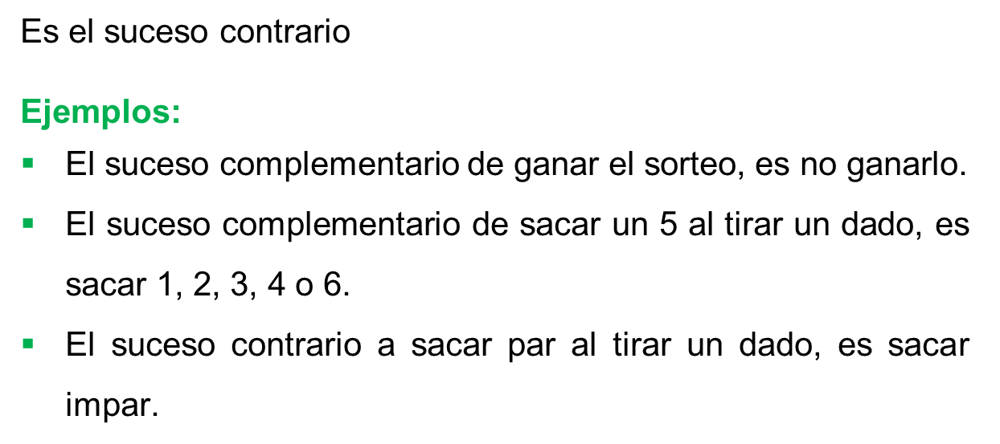 Es el suceso contrario
Ejemplos:
▪ El suceso complementario de ganar el sorteo, es no ganarlo.
▪ El suceso complementario de sacar un 5 al tirar un dado, es
sacar 1, 2, 3, 4 o 6.
▪ El suceso contrario a sacar par al tirar un dado, es sacar
impar.